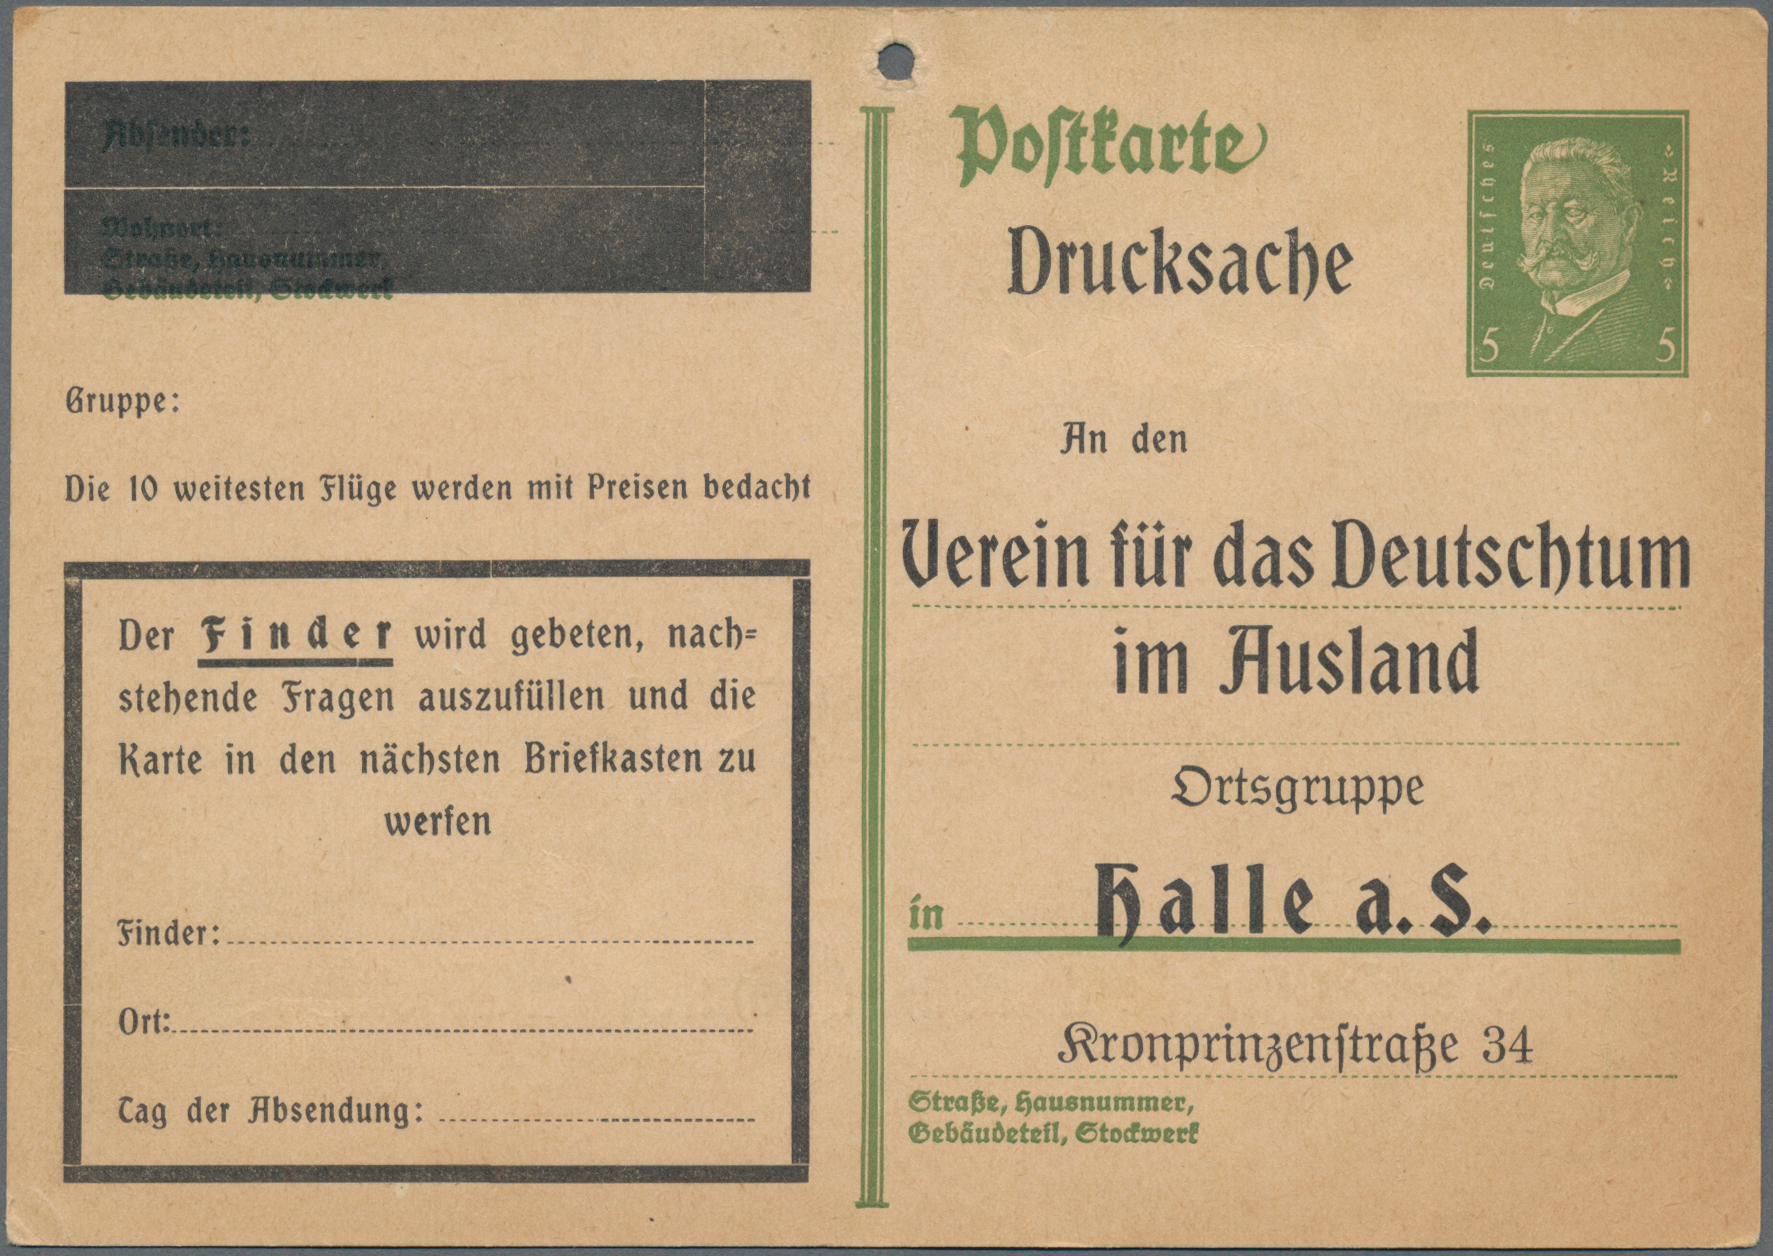 Absender:
Wohnort:
Straße, Hausnummer,
Gebäudeteil, Stockwerk
Gruppe:
Die 10 weitesten Flüge werden mit Preisen bedacht
Der Finder wird gebeten, nach=
stehende Fragen auszufüllen und die
Karte in den nächsten Briefkasten zu
werfen
Finder:
Ort:
Tag der Absendung:
Poſtkarte
Drucksache
Deutſches
Reich
5 5
An den
Verein für das Deutschtum
im Ausland
Ortsgruppe
in Halle a. S.
Kronprinzenſtraße 34
Straße, Hausnummer,
Gebäudeteil, Stockwerk